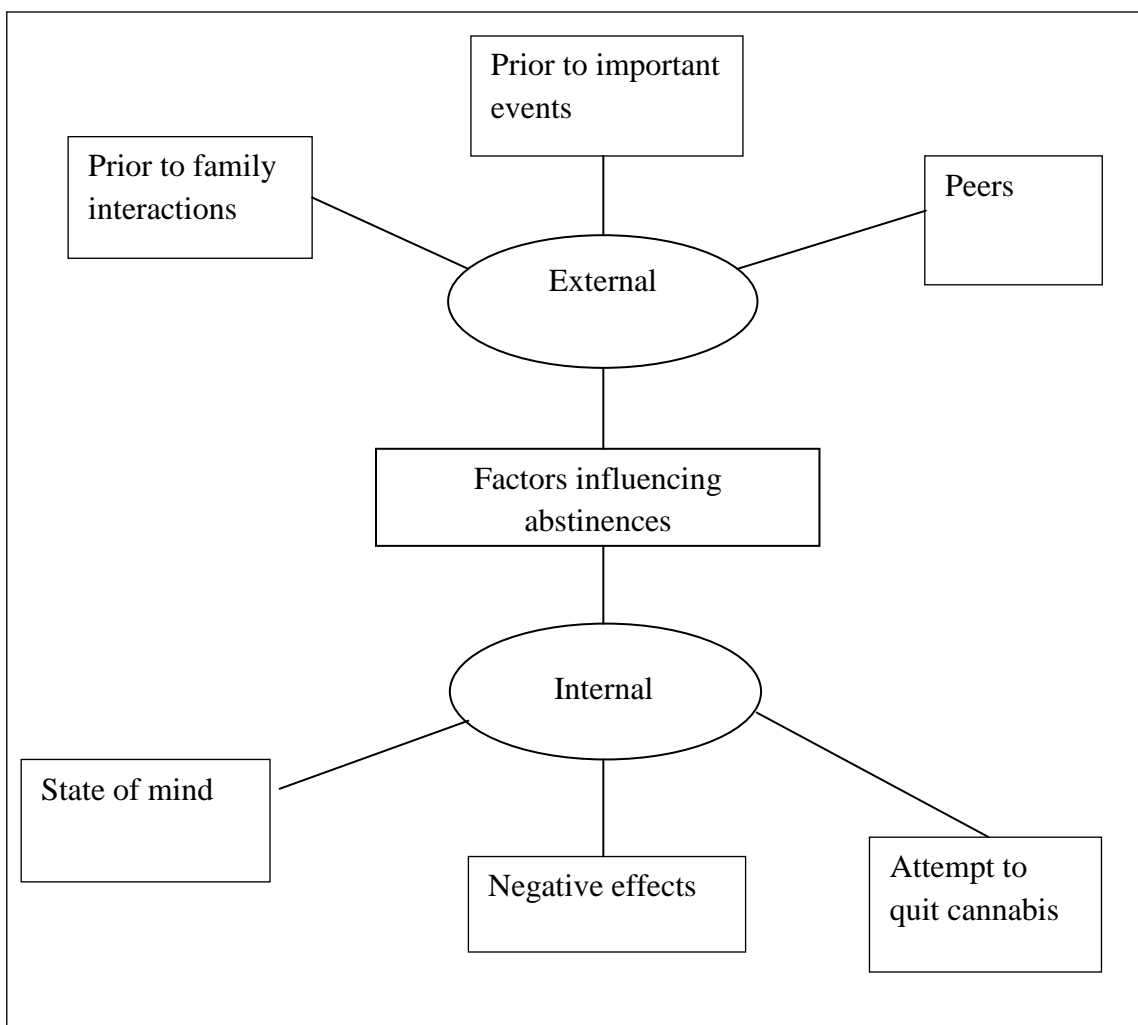 Prior to important
events
Prior to family
interactions
Peers
External
Factors influencing
abstinences
Internal
State of mind
Negative effects
Attempt to
quit cannabis